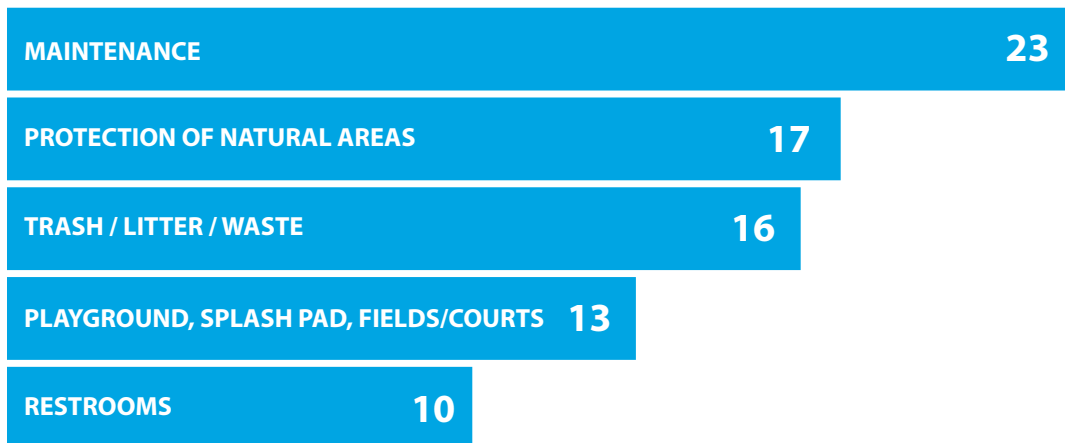 MAINTENANCE 23
PROTECTION OF NATURAL AREAS 17
TRASH / LITTER / WASTE 16
PLAYGROUND, SPLASH PAD, FIELDS/COURTS 13
RESTROOMS 10